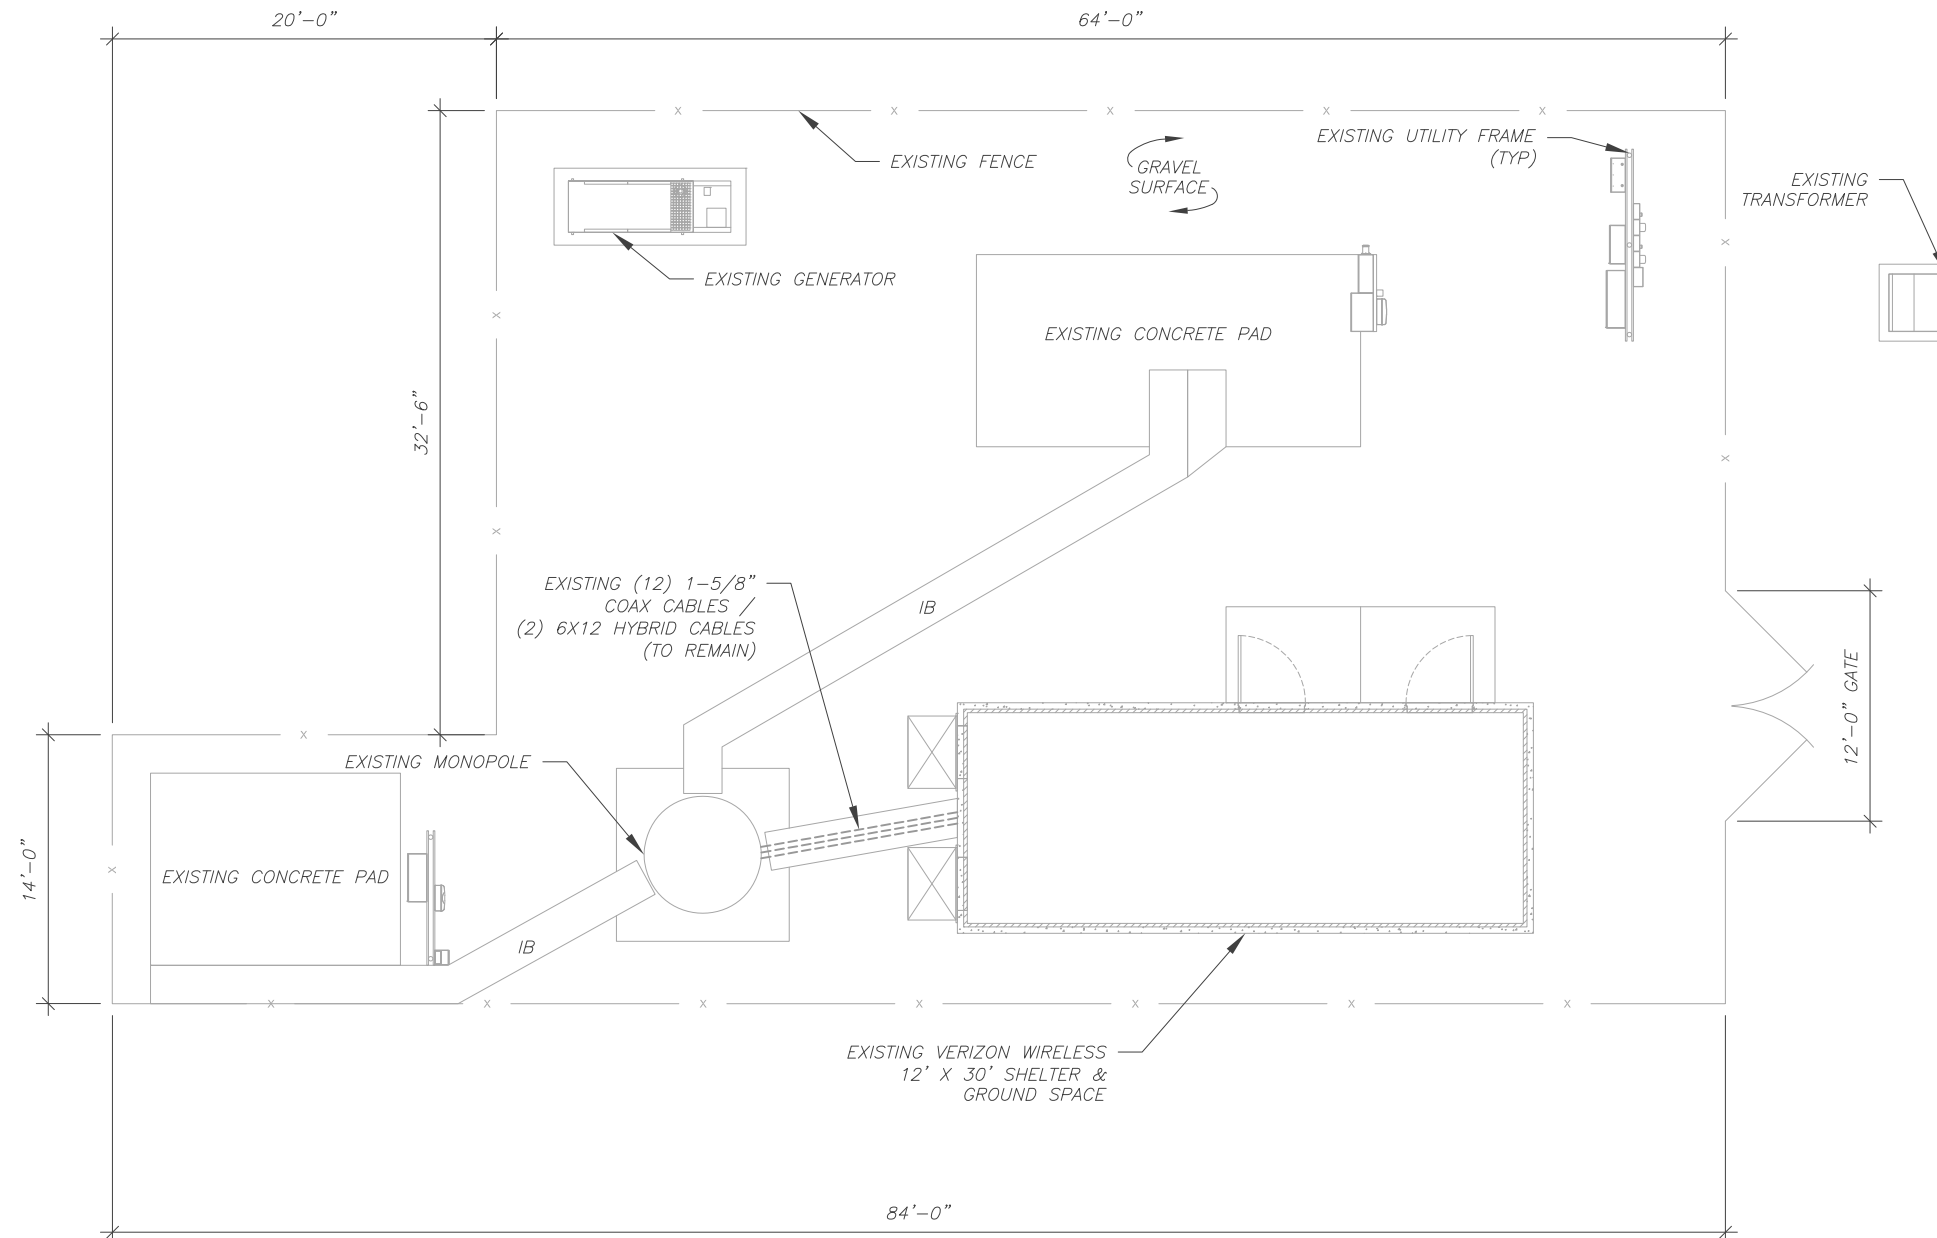 20'-0"
64'-0"
EXISTING FENCE
GRAVEL
SURFACE
EXISTING UTILITY FRAME
(TYP)
EXISTING
TRANSFORMER
EXISTING GENERATOR
EXISTING CONCRETE PAD
32'-6"
EXISTING (12) 1-5/8"
COAX CABLES /
(2) 6X12 HYBRID CABLES
(TO REMAIN)
IB
12'-0" GATE
EXISTING MONOPOLE
14'-0"
EXISTING CONCRETE PAD
IB
EXISTING VERIZON WIRELESS
12' X 30' SHELTER &
GROUND SPACE
84'-0"